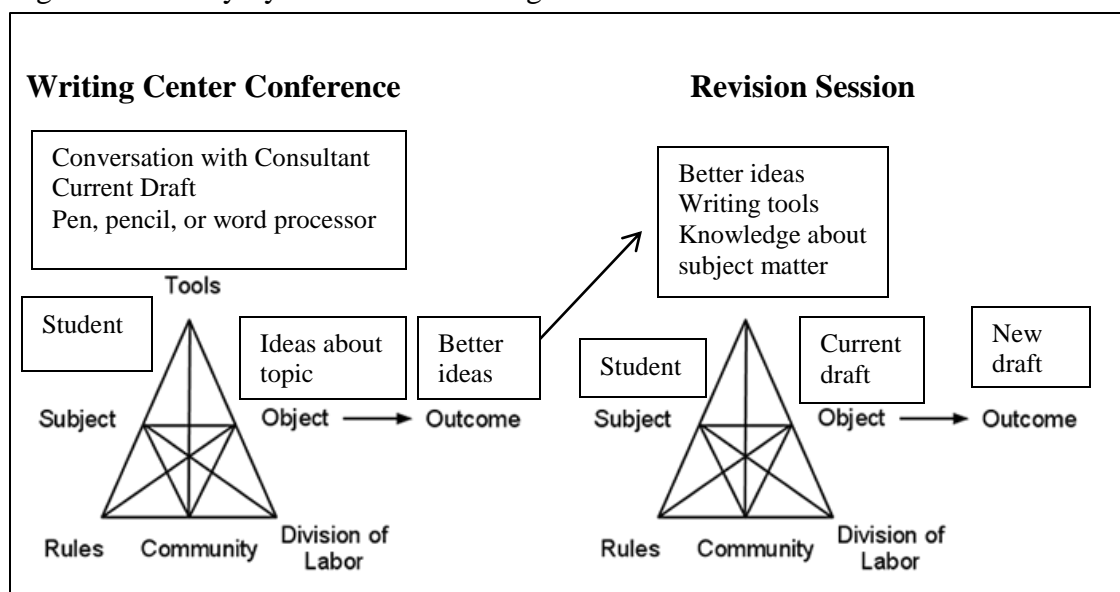 Writing Center Conference
Conversation with Consultant
Current Draft
Pen, pencil, or word processor
Tools
Student
Ideas about
topic
Better
ideas
Subject
Object
Outcome
Rules
Community
Division of
Labor
Revision Session
Better ideas
Writing tools
Knowledge about
subject matter
Student
Current
draft
New
draft
Subject
Object
Outcome
Rules
Community
Division of
Labor